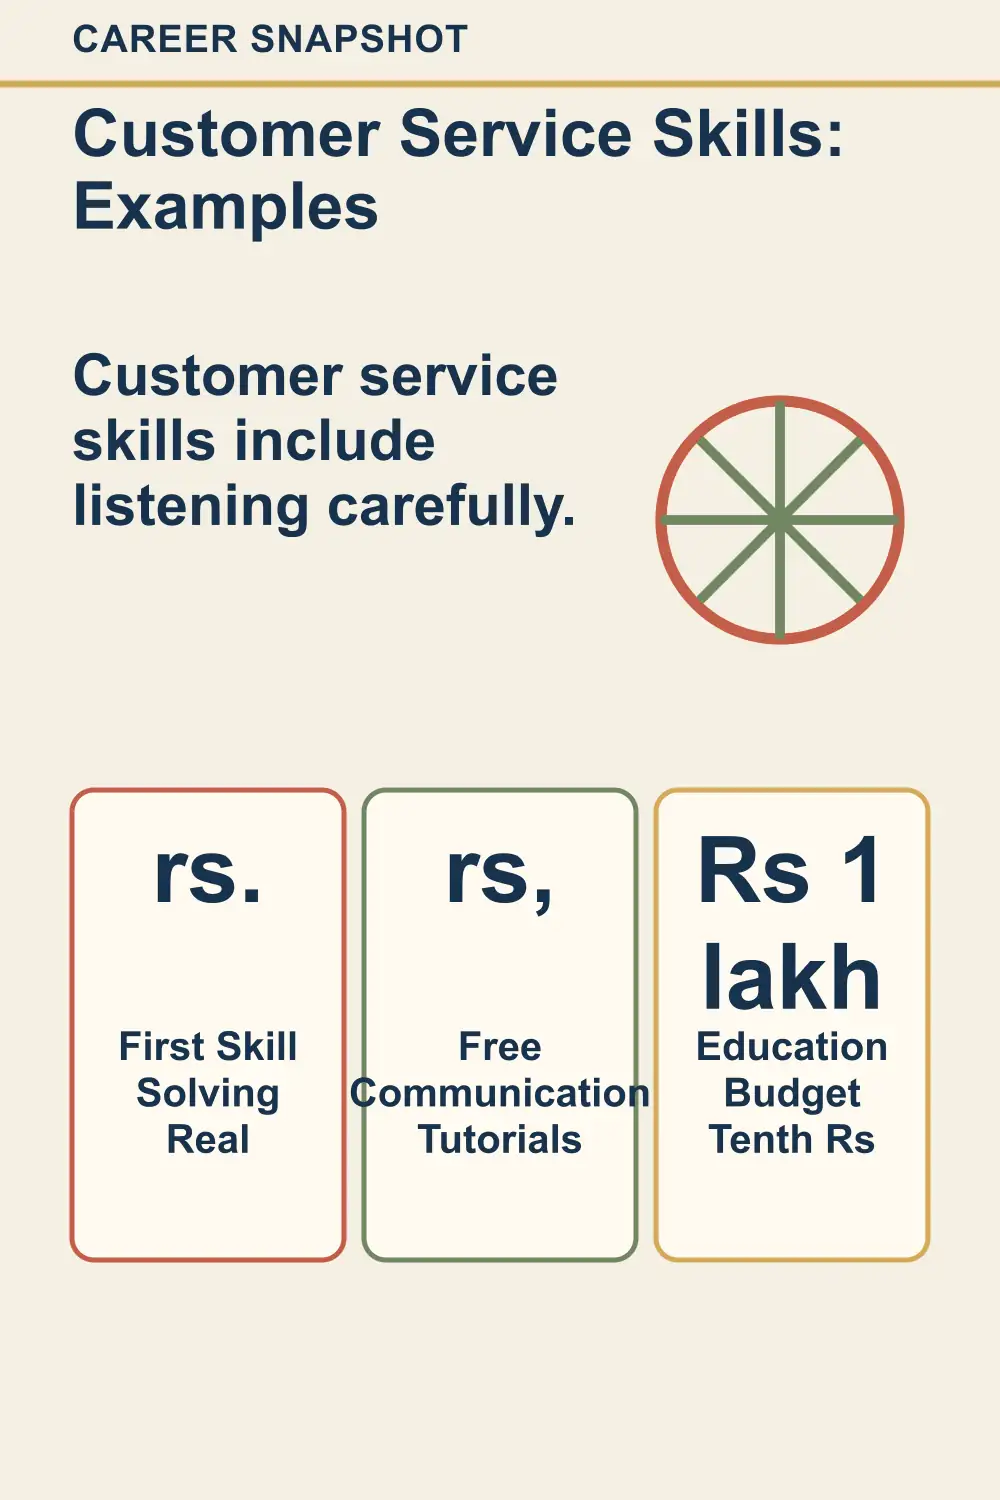 CAREER SNAPSHOT
Customer Service Skills:
Examples
Customer service
skills include
listening carefully.
rs.
First Skill
Solving
Real
rs,
Free
Communication
Tutorials
Rs 1
lakh
Education
Budget
Tenth Rs